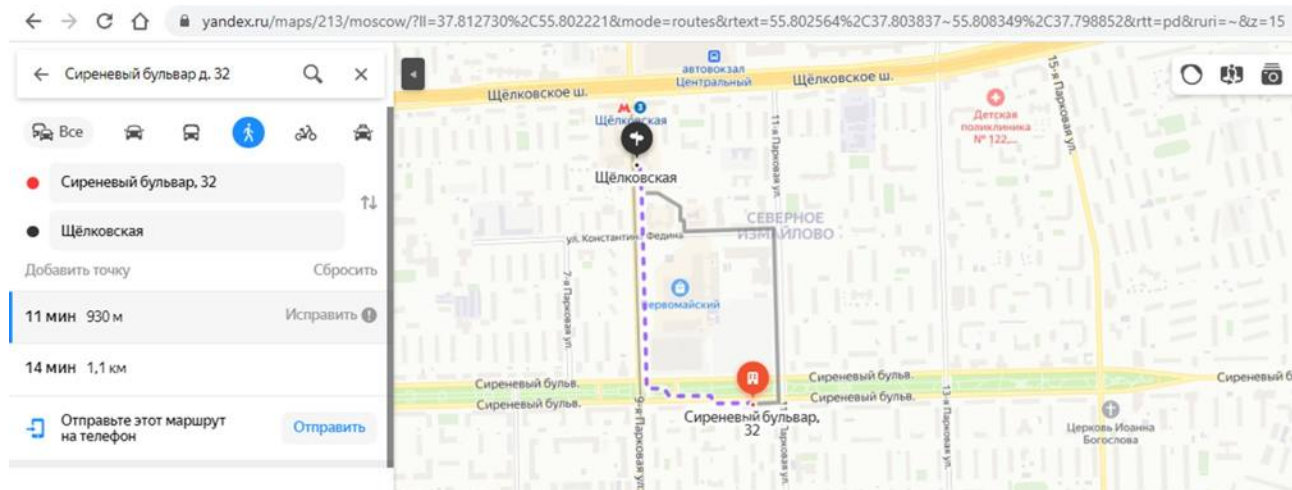 yandex.ru/maps/213/moscow/?ll=37.812730%2C55.802221&mode=routes&rtext=55.802564%2C37.803837~55.808349%2C37.798852&rtt=pd&ruri=~&z=15
Сиреневый бульвар д. 32
Все
Сиреневый бульвар, 32
Щёлковская
Добавить точку
Сбросить
11 мин 930 м
Исправить
14 мин 1,1 км
Отправьте этот маршрут
на телефон
Отправить
автовокзал
Центральный
Щёлковское ш.
Щёлковское ш.
15-я Парковая ул.
М 3
Щёлковская
Детская
поликлиника
№ 122,...
11-я Парковая ул.
Щёлковская
СЕВЕРНОЕ
ИЗМАЙЛОВО
ул. Константина Федина
7-я Парковая ул.
Первомайский
Сиреневый бульв.
Сиреневый бульв.
Сиреневый бульв.
Сиреневый бульв.
Сиреневый б
Сиреневый бульвар,
32
9-я Парковая ул.
11-я Парковая ул.
13-я Парковая ул.
Церковь Иоанна
Богослова